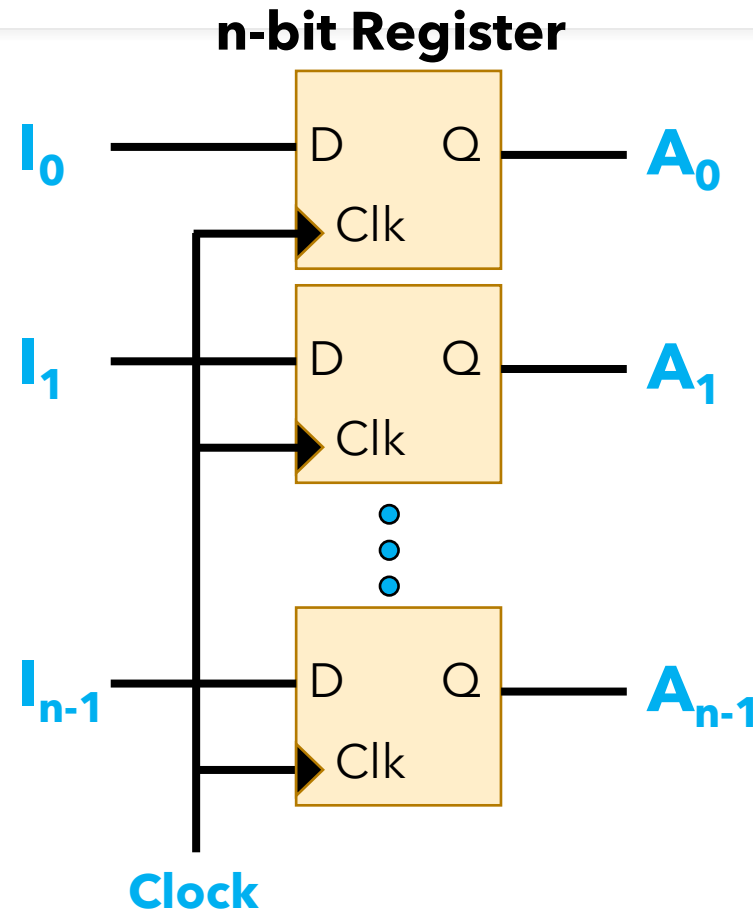 n-bit Register
I0 D Q A0
Clk
I1 D Q A1
Clk
In-1 D Q An-1
Clk
Clock